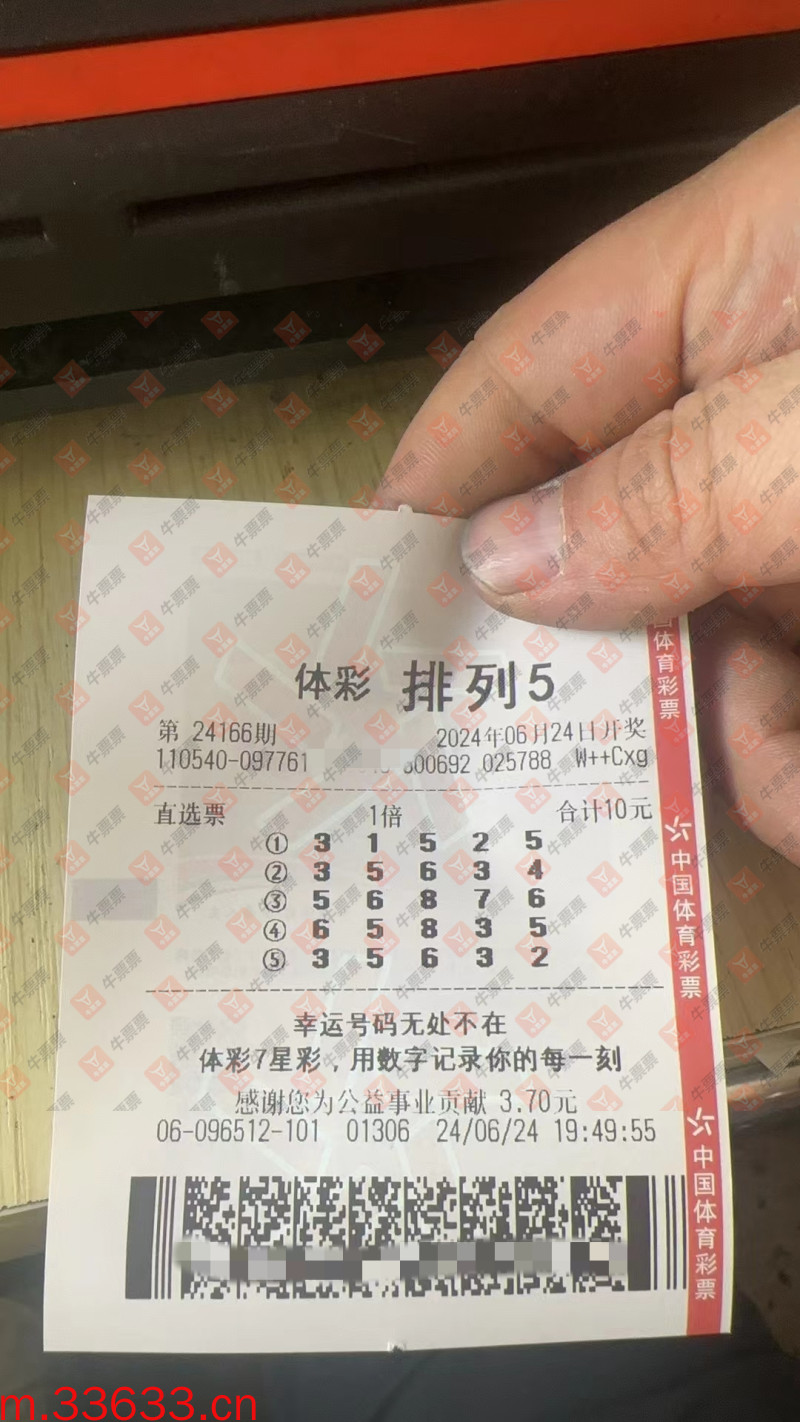 体彩 排列5
第 24166期 2024年06月24日开奖
110540-097761 600692 025788 W++Cxg
直选票 1倍 合计10元
① 3 1 5 2 5
② 3 5 6 3 4
③ 5 6 8 7 6
④ 6 5 8 3 5
⑤ 3 5 6 3 2
幸运号码无处不在
体彩7星彩，用数字记录你的每一刻
感谢您为公益事业贡献 3.70元
06-096512-101 01306 24/06/24 19:49:55
国体育彩票
中国体育彩票
中国体育彩票
牛票票
m.33633.cn